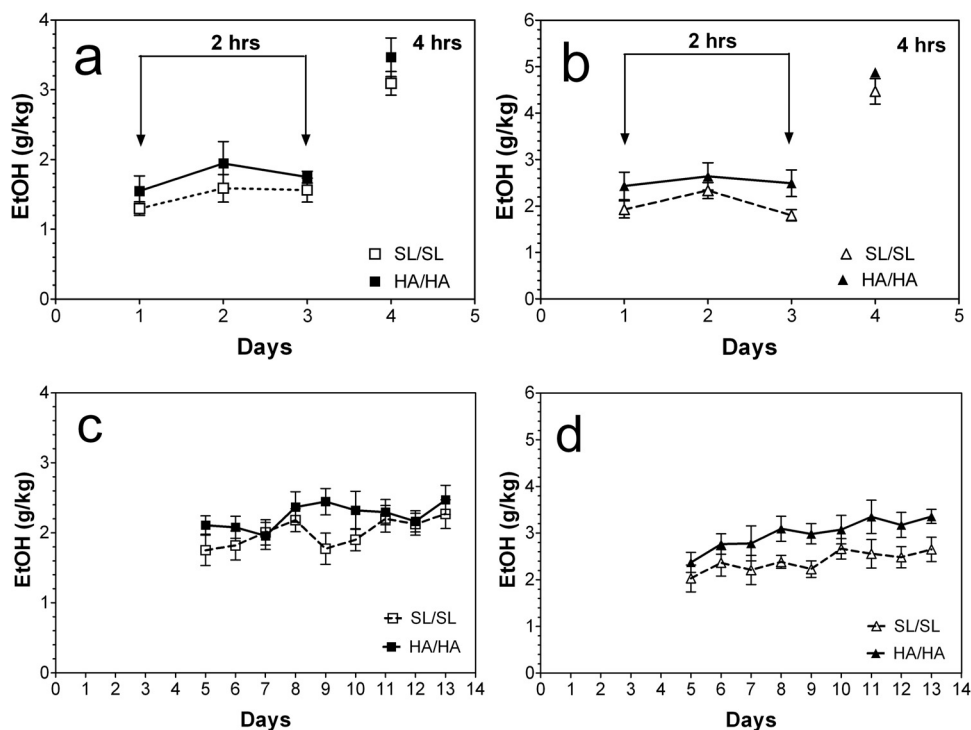 a
2 hrs
4 hrs
EtOH (g/kg)
4
3
2
1
0
SL/SL
HA/HA
0 1 2 3 4 5
Days
b
2 hrs
4 hrs
EtOH (g/kg)
6
5
4
3
2
1
0
SL/SL
HA/HA
0 1 2 3 4 5
Days
c
EtOH (g/kg)
4
3
2
1
0
SL/SL
HA/HA
0 1 2 3 4 5 6 7 8 9 10 11 12 13 14
Days
d
EtOH (g/kg)
6
5
4
3
2
1
0
SL/SL
HA/HA
0 1 2 3 4 5 6 7 8 9 10 11 12 13 14
Days